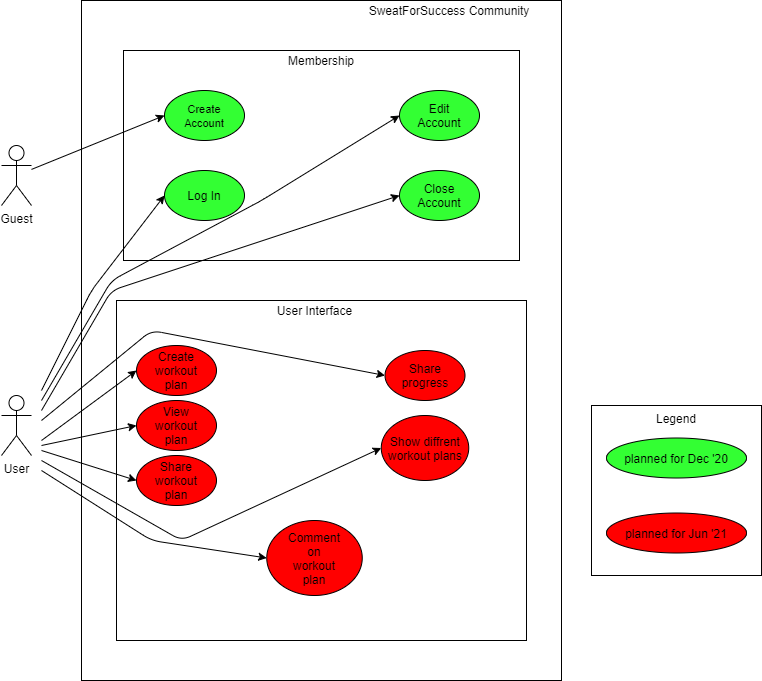 SweatForSuccess Community
Membership
Create
Account
Edit
Account
Log In
Close
Account
Guest
User Interface
Create
workout
plan
Share
progress
View
workout
plan
Show diffrent
workout plans
Share
workout
plan
User
Comment
on
workout
plan
Legend
planned for Dec '20
planned for Jun '21